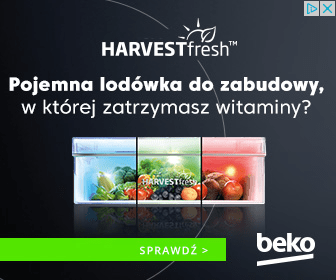 HARVESTfresh™
Pojemna lodówka do zabudowy,
w której zatrzymasz witaminy?
HARVESTfresh
SPRAWDŹ >
beko